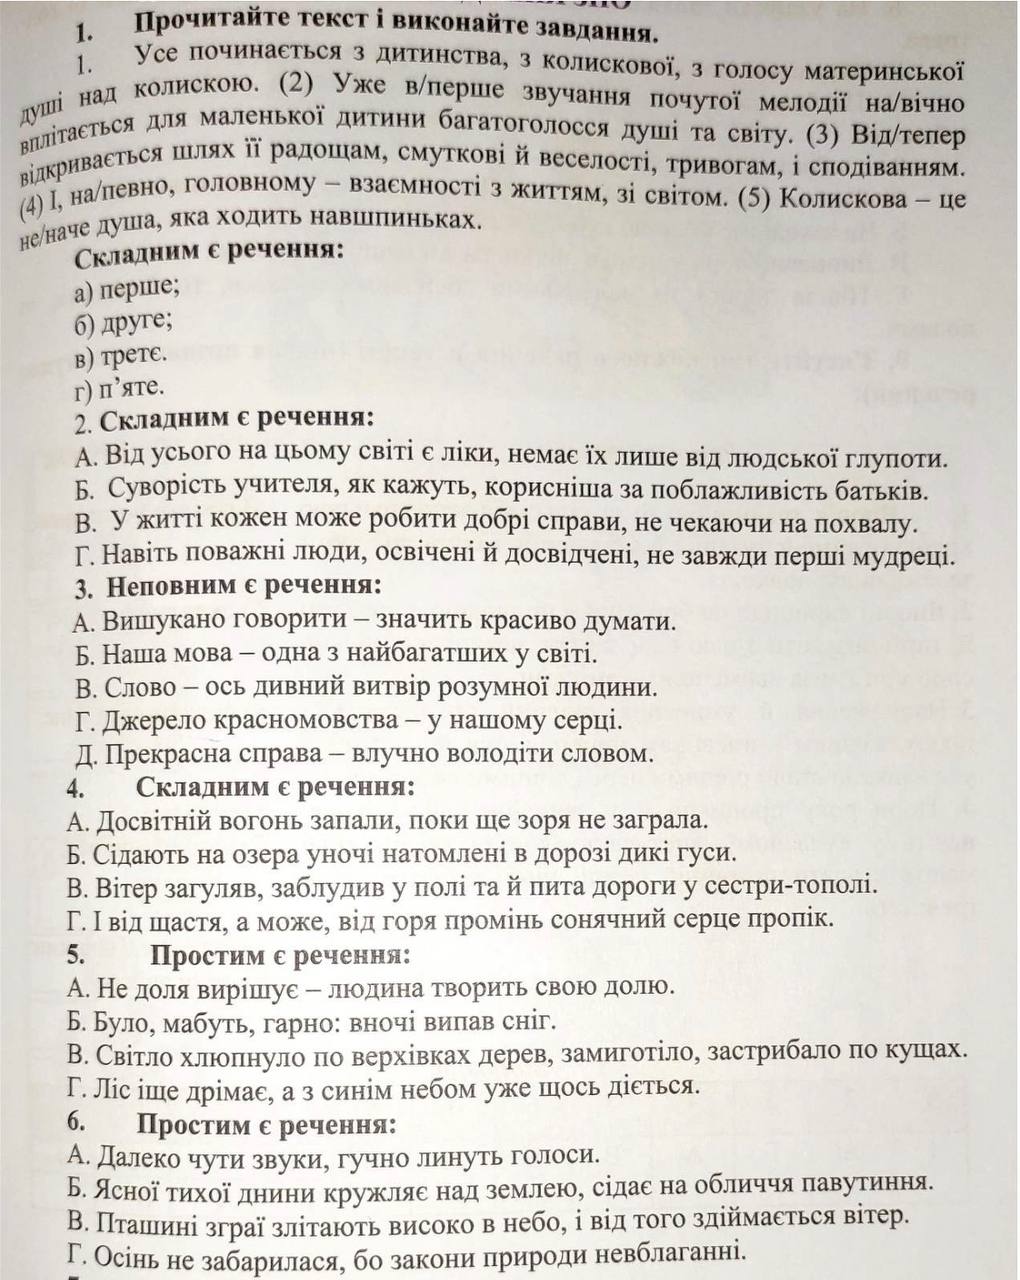 1. Прочитайте текст і виконайте завдання.
1. Усе починається з дитинства, з колискової, з голосу материнської
душі над колискою. (2) Уже в/перше звучання почутої мелодії на/вічно
вплітається для маленької дитини багатоголосся душі та світу. (3) Від/тепер
відкривається шлях її радощам, смуткові й веселості, тривогам, і сподіванням.
(4) І, на/певно, головному – взаємності з життям, зі світом. (5) Колискова – це
не/наче душа, яка ходить навшпиньках.
Складним є речення:
а) перше;
б) друге;
в) третє.
г) п’яте.
2. Складним є речення:
А. Від усього на цьому світі є ліки, немає їх лише від людської глупоти.
Б. Суворість учителя, як кажуть, корисніша за поблажливість батьків.
В. У житті кожен може робити добрі справи, не чекаючи на похвалу.
Г. Навіть поважні люди, освічені й досвідчені, не завжди перші мудреці.
3. Неповним є речення:
А. Вишукано говорити – значить красиво думати.
Б. Наша мова – одна з найбагатших у світі.
В. Слово – ось дивний витвір розумної людини.
Г. Джерело красномовства – у нашому серці.
Д. Прекрасна справа – влучно володіти словом.
4. Складним є речення:
А. Досвітній вогонь запали, поки ще зоря не заграла.
Б. Сідають на озера уночі натомлені в дорозі дикі гуси.
В. Вітер загуляв, заблудив у полі та й пита дороги у сестри-тополі.
Г. І від щастя, а може, від горя промінь сонячний серце пропік.
5. Простим є речення:
А. Не доля вирішує – людина творить свою долю.
Б. Було, мабуть, гарно: вночі випав сніг.
В. Світло хлюпнуло по верхівках дерев, замиготіло, застрибало по кущах.
Г. Ліс іще дрімає, а з синім небом уже щось діється.
6. Простим є речення:
А. Далеко чути звуки, гучно линуть голоси.
Б. Ясної тихої днини кружляє над землею, сідає на обличчя павутиння.
В. Пташині зграї злітають високо в небо, і від того здіймається вітер.
Г. Осінь не забарилася, бо закони природи невблаганні.